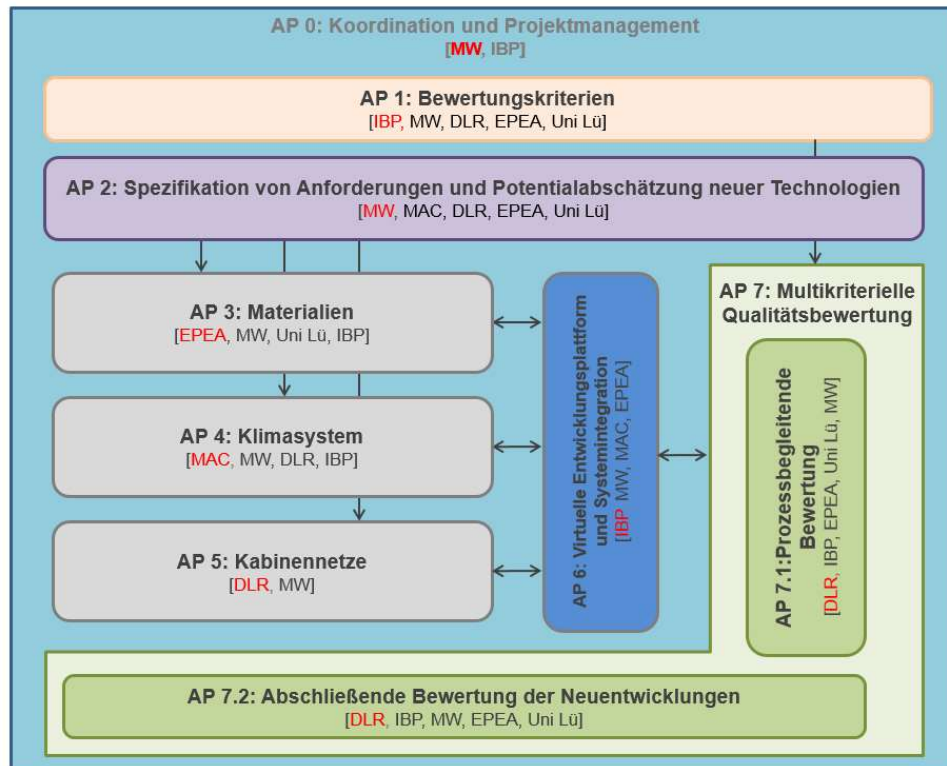 AP 0: Koordination und Projektmanagement
[MW, IBP]
AP 1: Bewertungskriterien
[IBP, MW, DLR, EPEA, Uni Lü]
AP 2: Spezifikation von Anforderungen und Potentialabschätzung neuer Technologien
[MW, MAC, DLR, EPEA, Uni Lü]
AP 3: Materialien
[EPEA, MW, Uni Lü, IBP]
AP 4: Klimasystem
[MAC, MW, DLR, IBP]
AP 5: Kabinennetze
[DLR, MW]
AP 6: Virtuelle Entwicklungsplattform
und Systemintegration
[IBP MW, MAC, EPEA]
AP 7: Multikriterielle
Qualitätsbewertung
AP 7.1:Prozessbegleitende
Bewertung
[DLR, IBP, EPEA, Uni Lü, MW]
AP 7.2: Abschließende Bewertung der Neuentwicklungen
[DLR, IBP, MW, EPEA, Uni Lü]